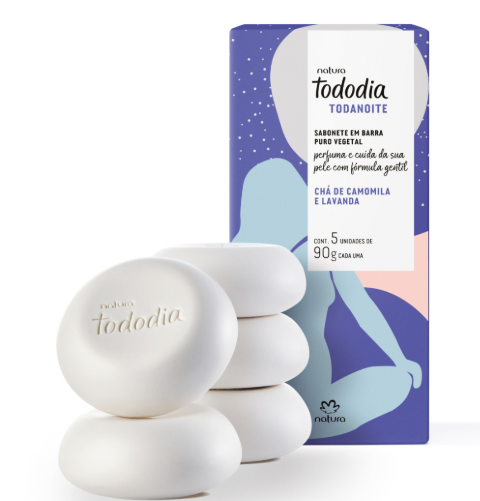 natura
tododia
TODANOITE
SABONETE EM BARRA
PURO VEGETAL
perfuma e cuida da sua
pele com fórmula gentil
CHÁ DE CAMOMILA
E LAVANDA
CONT. 5 UNIDADES DE
90g CADA UMA
natura
natura
tododia